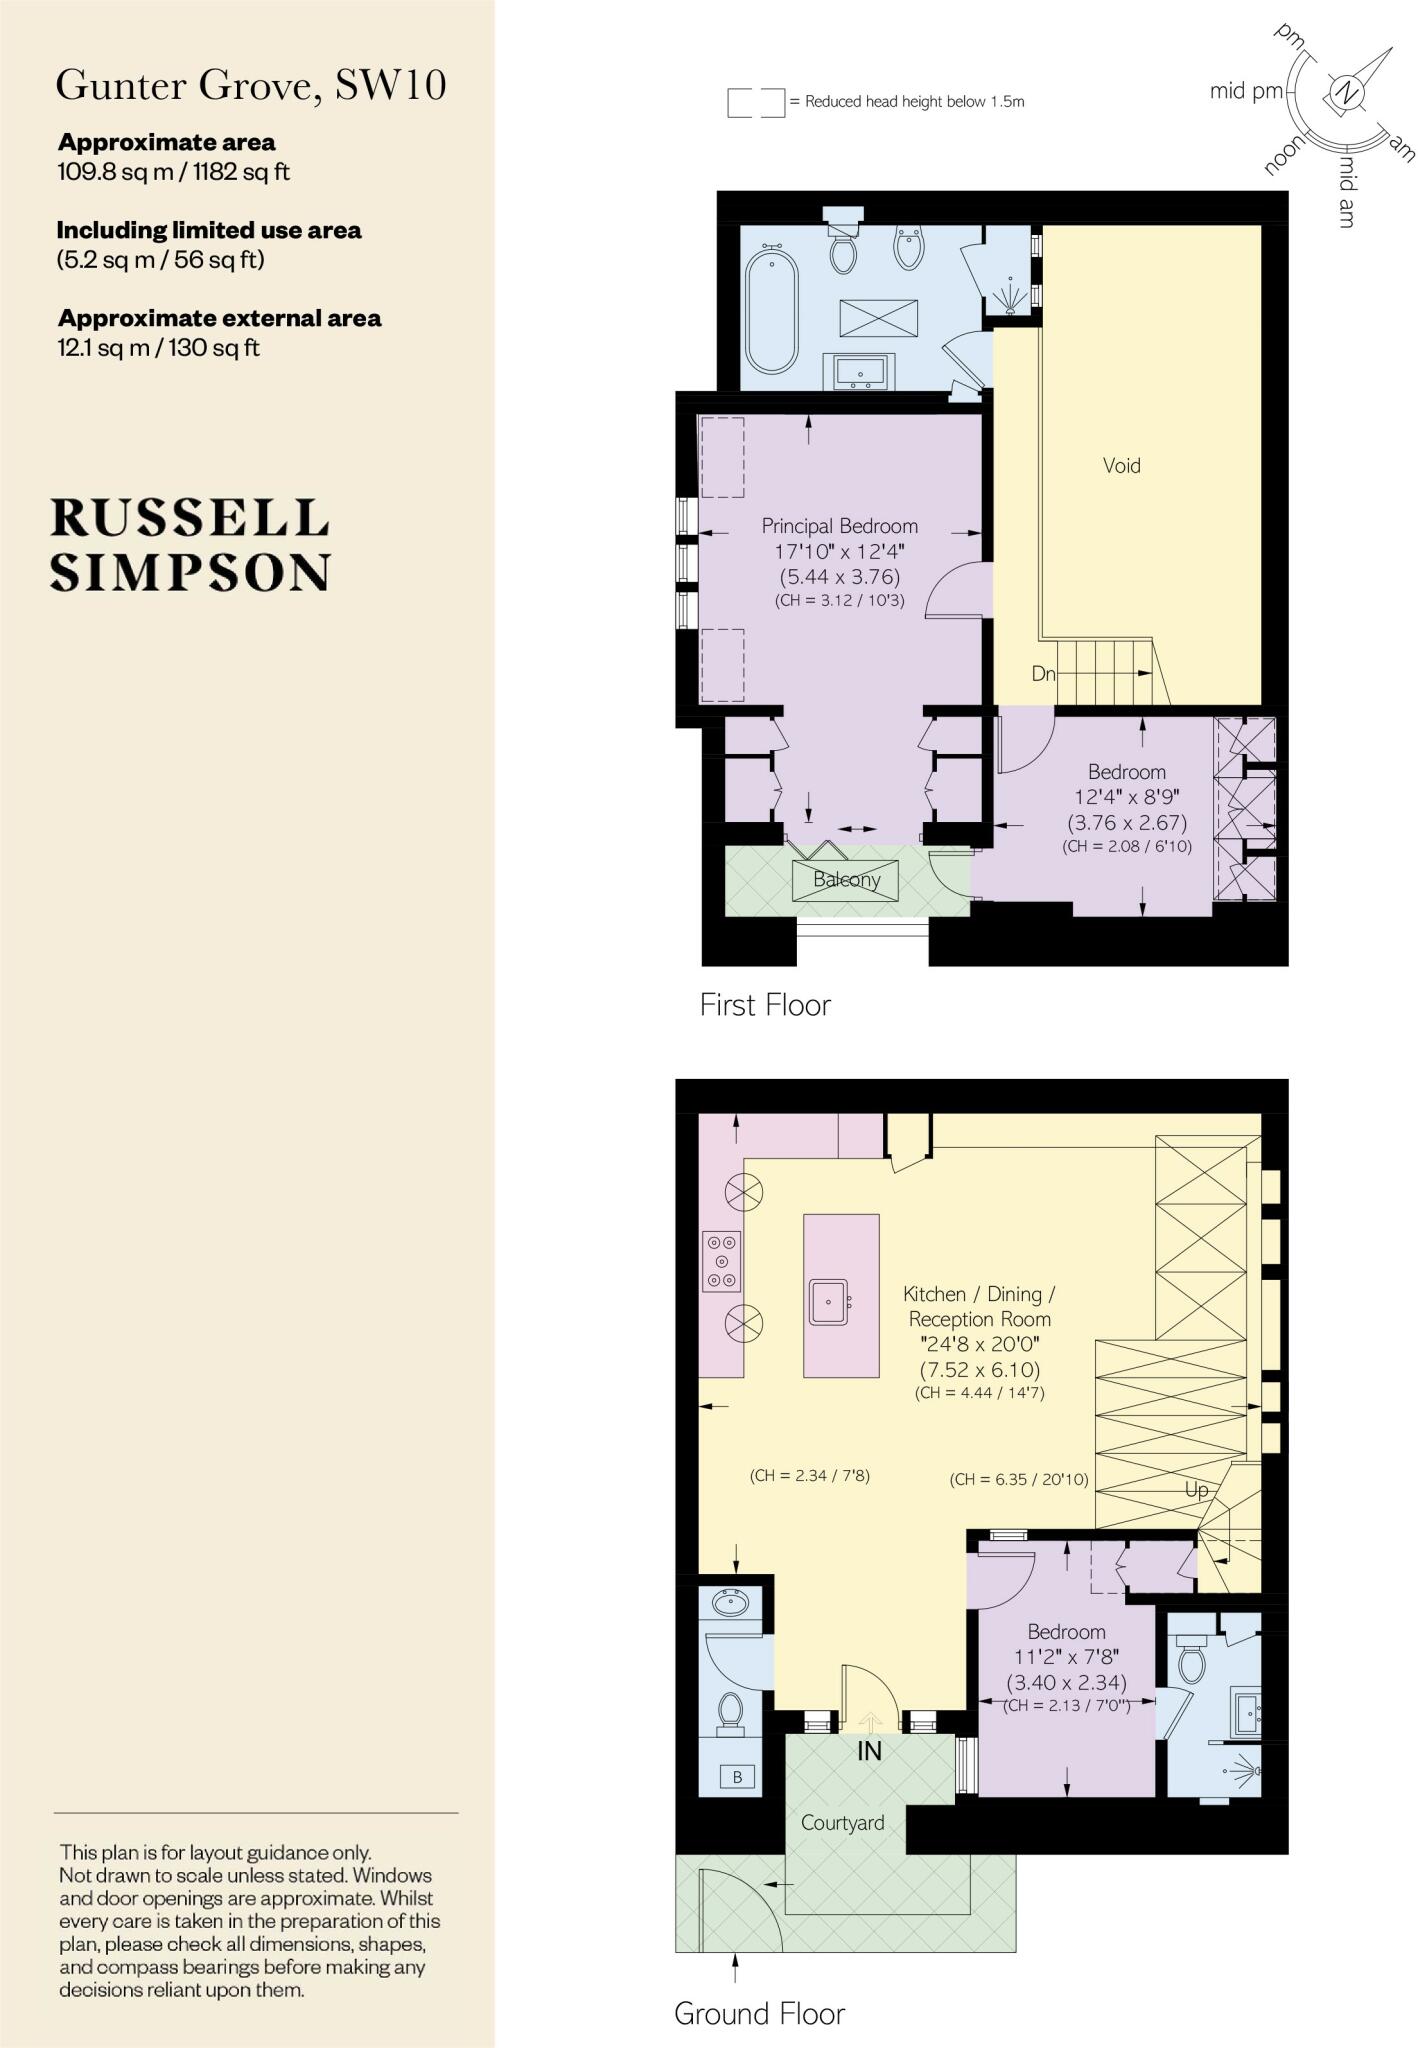 Gunter Grove, SW10
Approximate area
109.8 sq m / 1182 sq ft
Including limited use area
(5.2 sq m / 56 sq ft)
Approximate external area
12.1 sq m / 130 sq ft
RUSSELL
SIMPSON
= Reduced head height below 1.5m
pm
mid pm
noon
mid am
am
N
Void
Principal Bedroom
17'10" x 12'4"
(5.44 x 3.76)
(CH = 3.12 / 10'3)
Dn
Bedroom
12'4" x 8'9"
(3.76 x 2.67)
(CH = 2.08 / 6'10)
Balcony
First Floor
Kitchen / Dining /
Reception Room
"24'8 x 20'0"
(7.52 x 6.10)
(CH = 4.44 / 14'7)
(CH = 2.34 / 7'8)
(CH = 6.35 / 20'10)
Up
Bedroom
11'2" x 7'8"
(3.40 x 2.34)
(CH = 2.13 / 7'0")
IN
B
Courtyard
Ground Floor
This plan is for layout guidance only.
Not drawn to scale unless stated. Windows
and door openings are approximate. Whilst
every care is taken in the preparation of this
plan, please check all dimensions, shapes,
and compass bearings before making any
decisions reliant upon them.